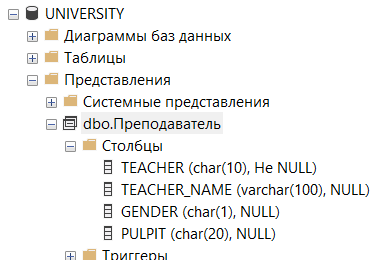 UNIVERSITY
Диаграммы баз данных
Таблицы
Представления
Системные представления
dbo.Преподаватель
Столбцы
TEACHER (char(10), Не NULL)
TEACHER_NAME (varchar(100), NULL)
GENDER (char(1), NULL)
PULPIT (char(20), NULL)
Триггеры